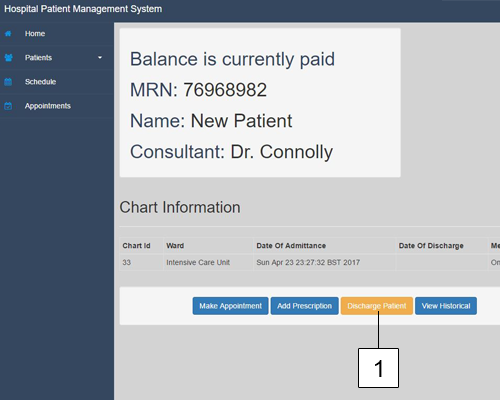 Hospital Patient Management System
Home
Patients
Schedule
Appointments
Balance is currently paid
MRN: 76968982
Name: New Patient
Consultant: Dr. Connolly
Chart Information
Chart Id Ward Date Of Admittance Date Of Discharge Me
33 Intensive Care Unit Sun Apr 23 23:27:32 BST 2017 On
Make Appointment Add Prescription Discharge Patient View Historical
1